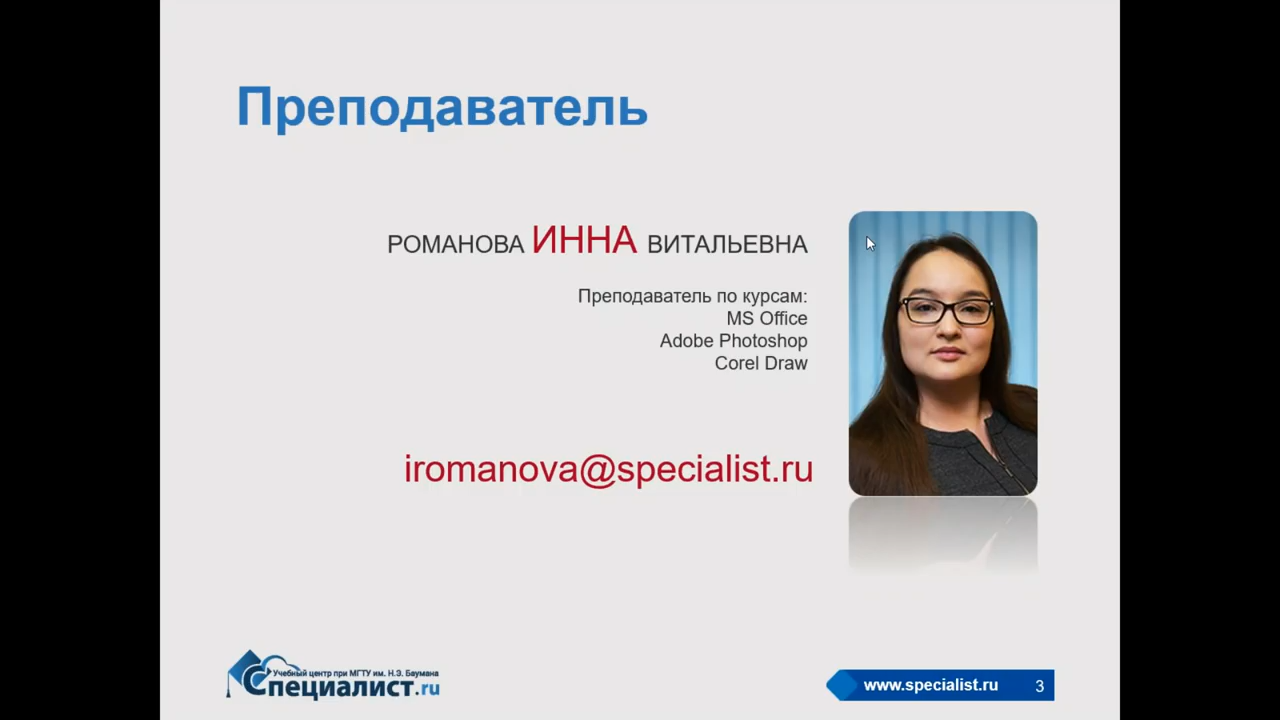 Преподаватель
РОМАНОВА ИННА ВИТАЛЬЕВНА
Преподаватель по курсам:
MS Office
Adobe Photoshop
Corel Draw
iromanova@specialist.ru
Учебный центр при МГТУ им. Н.Э. Баумана
Специалист.ru
www.specialist.ru 3